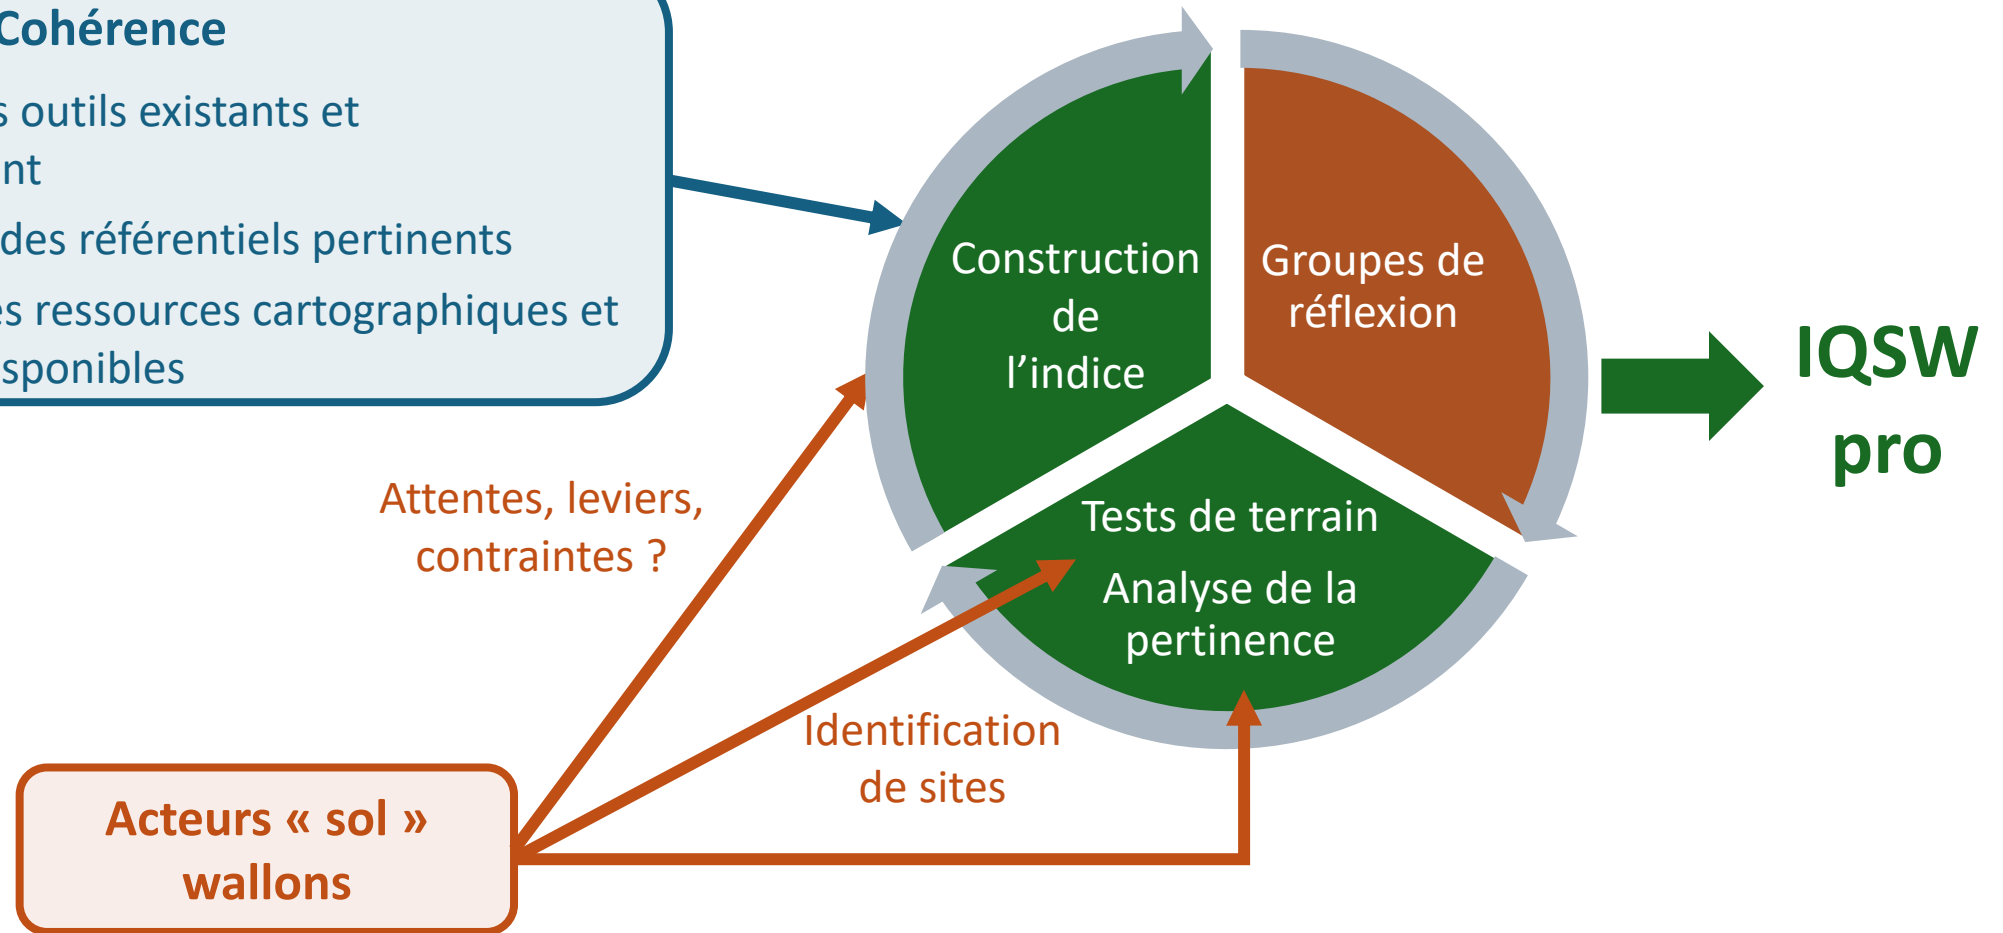 Cohérence
s outils existants et
nt
des référentiels pertinents
es ressources cartographiques et
sponibles
Construction
de
l’indice
Groupes de
réflexion
Tests de terrain
Analyse de la
pertinence
IQSW
pro
Attentes, leviers,
contraintes ?
Identification
de sites
Acteurs « sol »
wallons